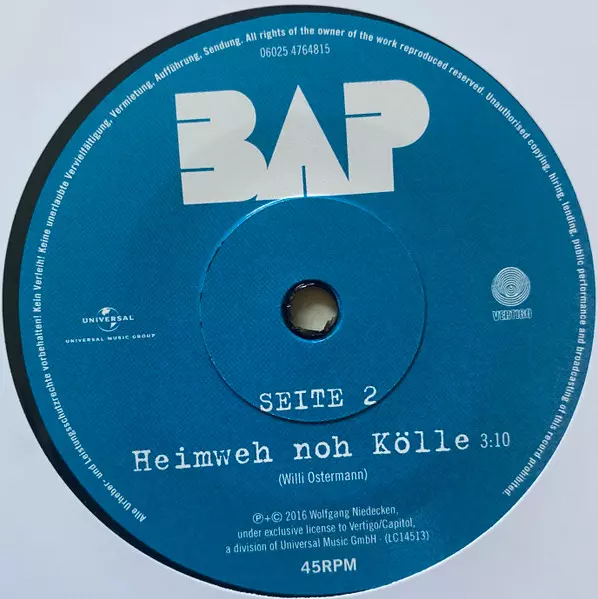 Alle Urheber- und Leistungsschutzrechte vorbehalten! Kein Verleih! Keine unerlaubte Vervielfältigung, Vermietung, Aufführung, Sendung. All rights of the owner of the work reproduced reserved. Unauthorised copying, hiring, lending, public performance and broadcasting of this record prohibited.
06025 4764815
BAP
UNIVERSAL
UNIVERSAL MUSIC GROUP
VERTIGO
SEITE 2
Heimweh noh Kölle 3:10
(Willi Ostermann)
℗+© 2016 Wolfgang Niedecken,
under exclusive license to Vertigo/Capitol,
a division of Universal Music GmbH · (LC14513)
45RPM